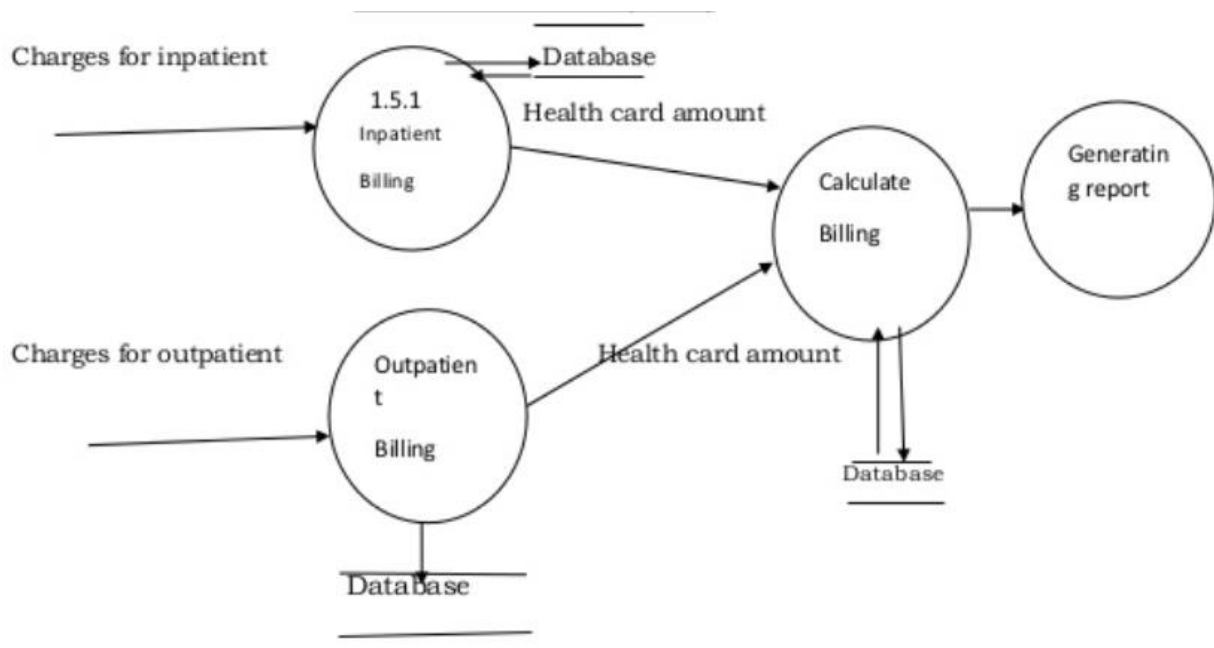 Charges for inpatient
Database
1.5.1
Inpatient
Billing
Health card amount
Calculate
Billing
Generatin
g report
Charges for outpatient
Outpatien
t
Billing
Health card amount
Database
Database